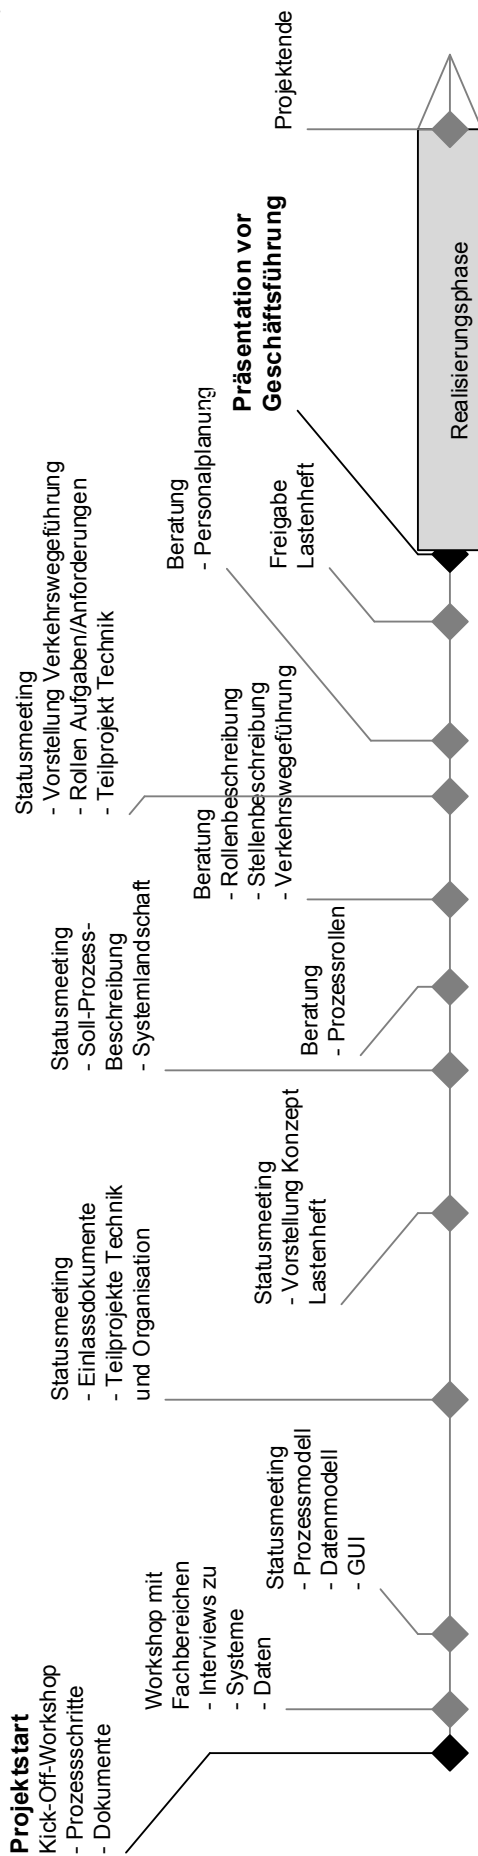 Projektstart
Kick-Off-Workshop
- Prozessschritte
- Dokumente
Workshop mit
Fachbereichen
- Interviews zu
- Systeme
- Daten
Statusmeeting
- Prozessmodell
- Datenmodell
- GUI
Statusmeeting
- Einlassdokumente
- Teilprojekte Technik
und Organisation
Statusmeeting
- Vorstellung Konzept
Lastenheft
Statusmeeting
- Soll-Prozess-
Beschreibung
- Systemlandschaft
Beratung
- Prozessrollen
Beratung
- Rollenbeschreibung
- Stellenbeschreibung
- Verkehrswegeführung
Statusmeeting
- Vorstellung Verkehrswegeführung
- Rollen Aufgaben/Anforderungen
- Teilprojekt Technik
Beratung
- Personalplanung
Freigabe
Lastenheft
Präsentation vor
Geschäftsführung
Realisierungsphase
Projektende